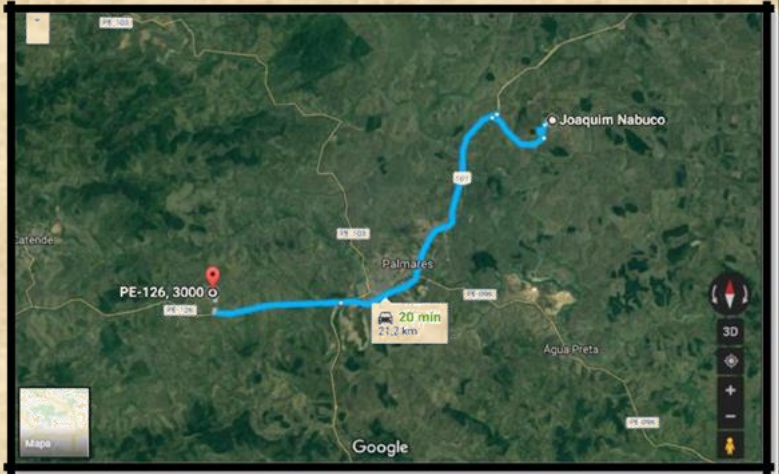 PE-103
Joaquim Nabuco
101
PE-103
Catende
Palmares
PE-126, 3000
PE-126
PE-096
20 min
21,2 km
Água Preta
3D
Mapa
Google
PE-096